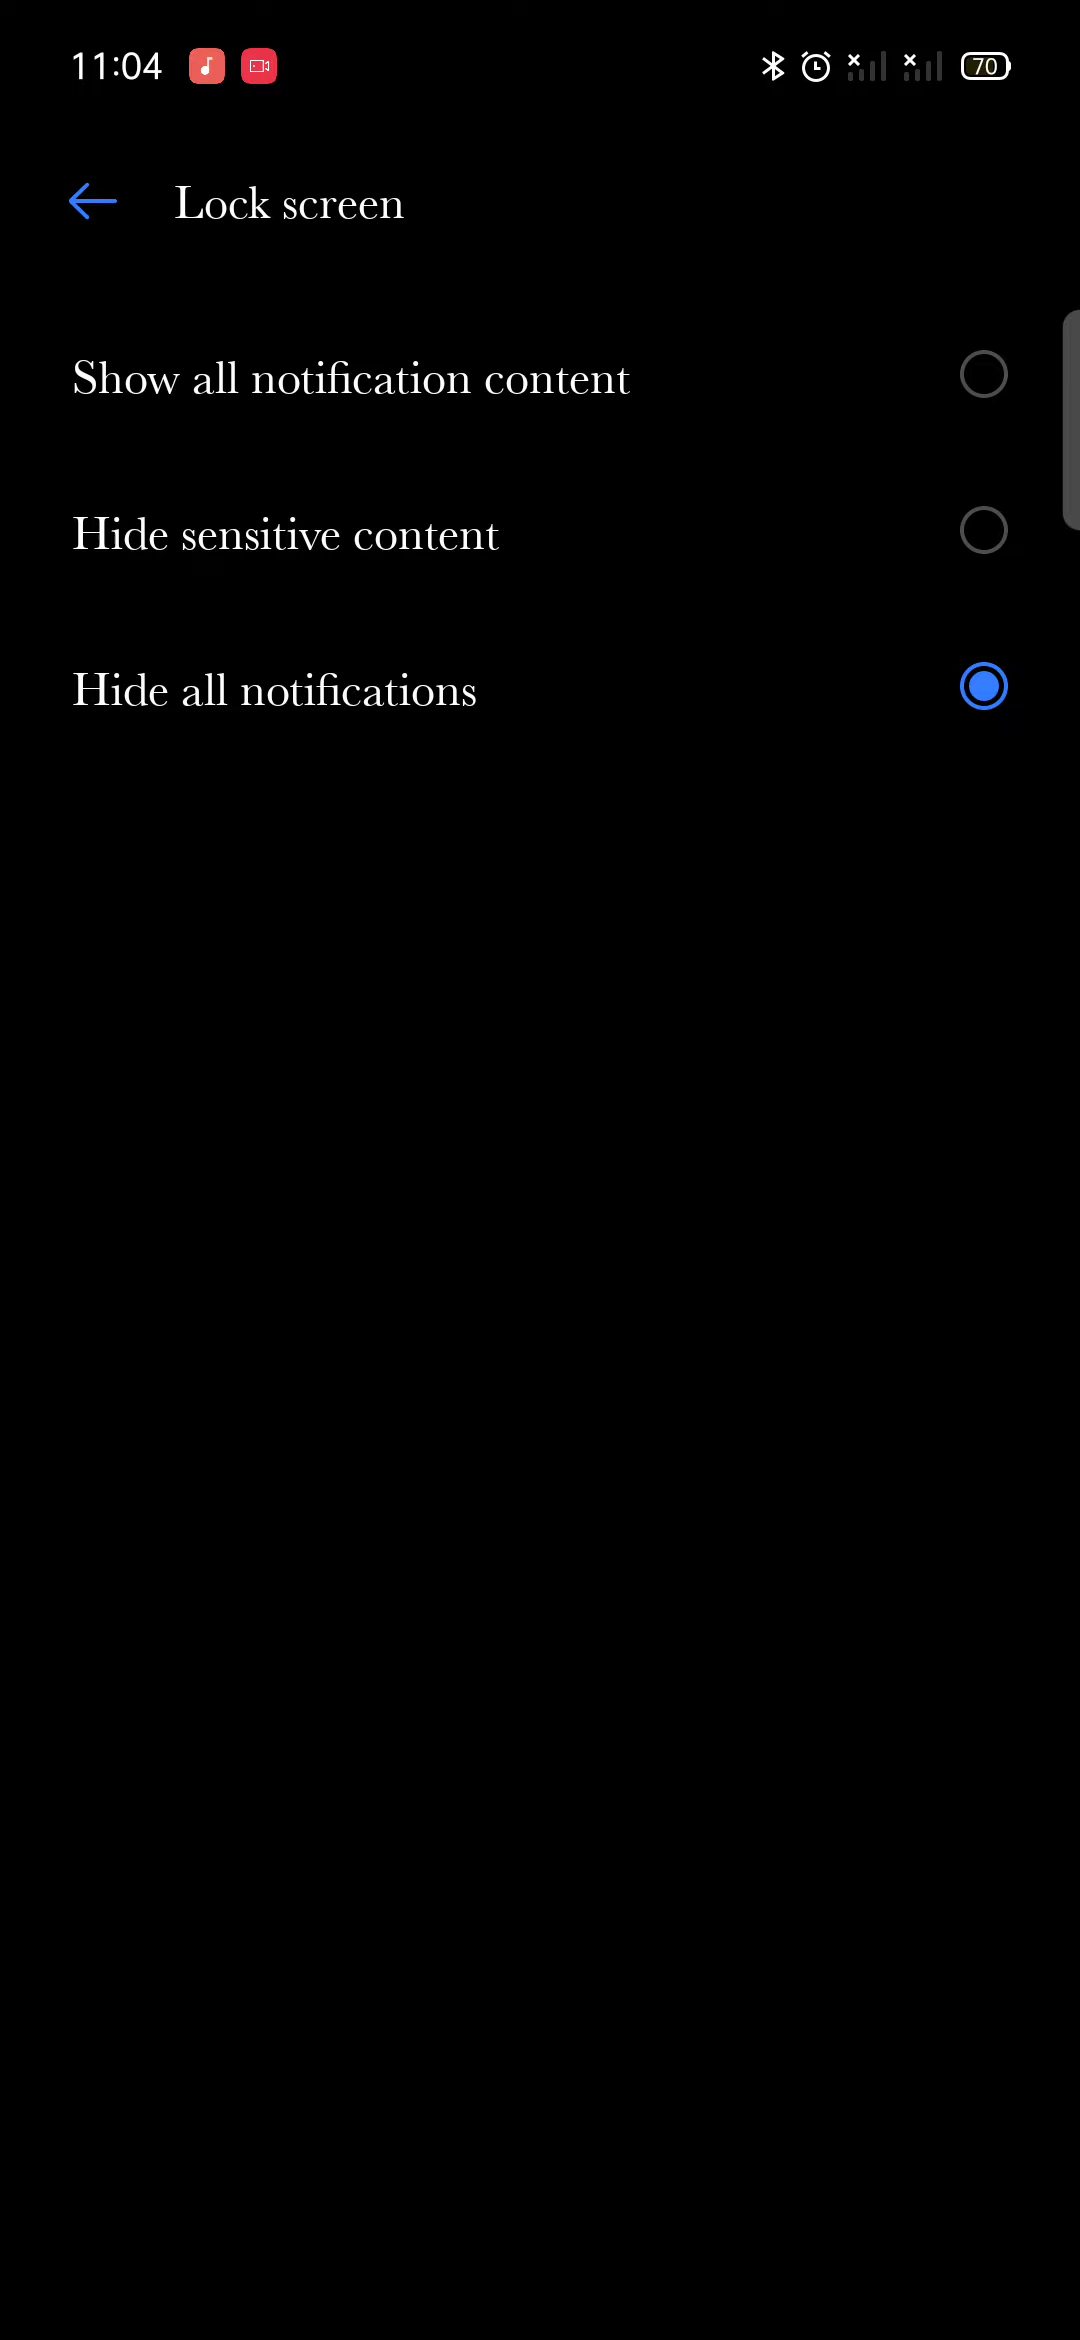 11:04 70
Lock screen
Show all notification content
Hide sensitive content
Hide all notifications